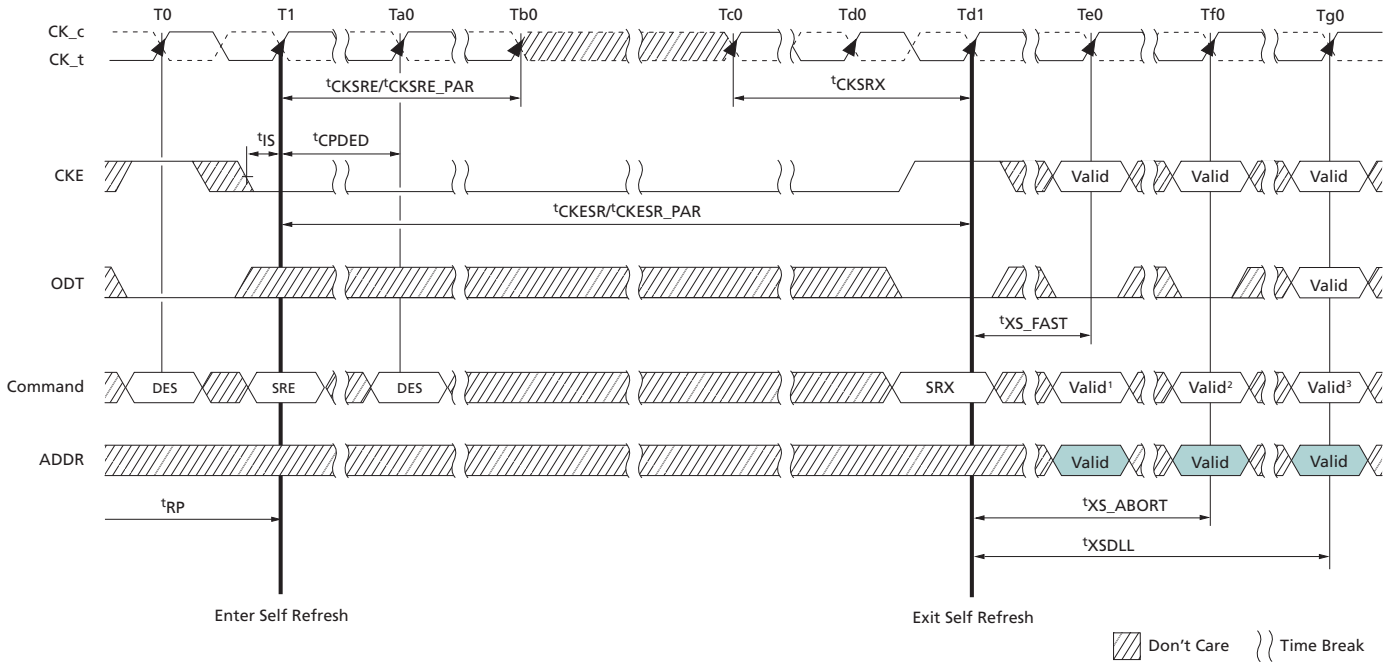 T0 T1 Ta0 Tb0 Tc0 Td0 Td1 Te0 Tf0 Tg0
CK_c
CK_t
tCKSRE/tCKSRE_PAR
tCKSRX
tIS
tCPDED
CKE
Valid Valid Valid
tCKESR/tCKESR_PAR
ODT
Valid
tXS_FAST
Command
DES SRE DES SRX Valid¹ Valid² Valid³
ADDR
Valid Valid Valid
tRP
tXS_ABORT
tXSDLL
Enter Self Refresh
Exit Self Refresh
Don't Care
Time Break